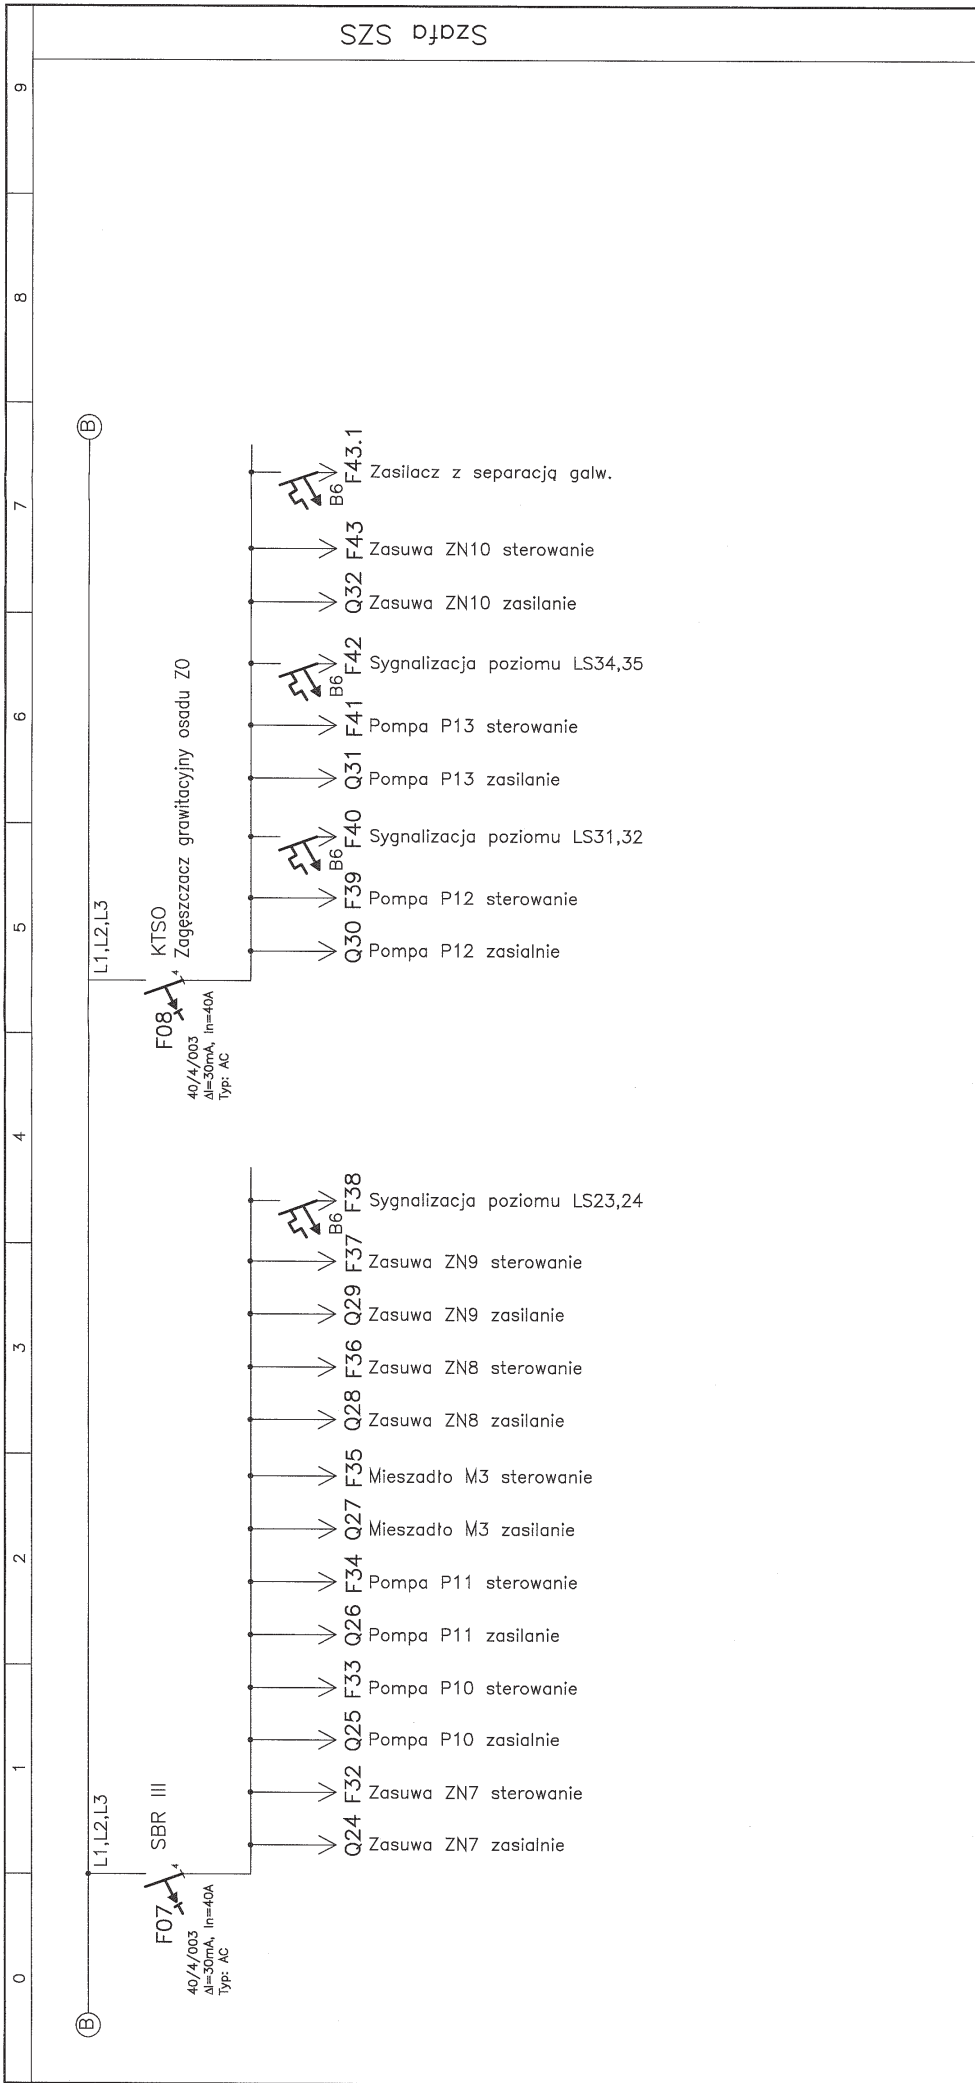 Szafa SZS
0 1 2 3 4 5 6 7 8 9
B
B
L1,L2,L3
F07
4
SBR III
40/4/003
ΔI=30mA, In=40A
Typ: AC
Q24 Zasuwa ZN7 zasialnie
F32 Zasuwa ZN7 sterowanie
Q25 Pompa P10 zasialnie
F33 Pompa P10 sterowanie
Q26 Pompa P11 zasilanie
F34 Pompa P11 sterowanie
Q27 Mieszadło M3 zasilanie
F35 Mieszadło M3 sterowanie
Q28 Zasuwa ZN8 zasilanie
F36 Zasuwa ZN8 sterowanie
Q29 Zasuwa ZN9 zasilanie
F37 Zasuwa ZN9 sterowanie
B6
F38 Sygnalizacja poziomu LS23,24
L1,L2,L3
F08
4
KTSO
Zagęszczacz grawitacyjny osadu ZO
40/4/003
ΔI=30mA, In=40A
Typ: AC
Q30 Pompa P12 zasialnie
F39 Pompa P12 sterowanie
B6
F40 Sygnalizacja poziomu LS31,32
Q31 Pompa P13 zasilanie
F41 Pompa P13 sterowanie
B6
F42 Sygnalizacja poziomu LS34,35
Q32 Zasuwa ZN10 zasilanie
F43 Zasuwa ZN10 sterowanie
B6
F43.1 Zasilacz z separacją galw.